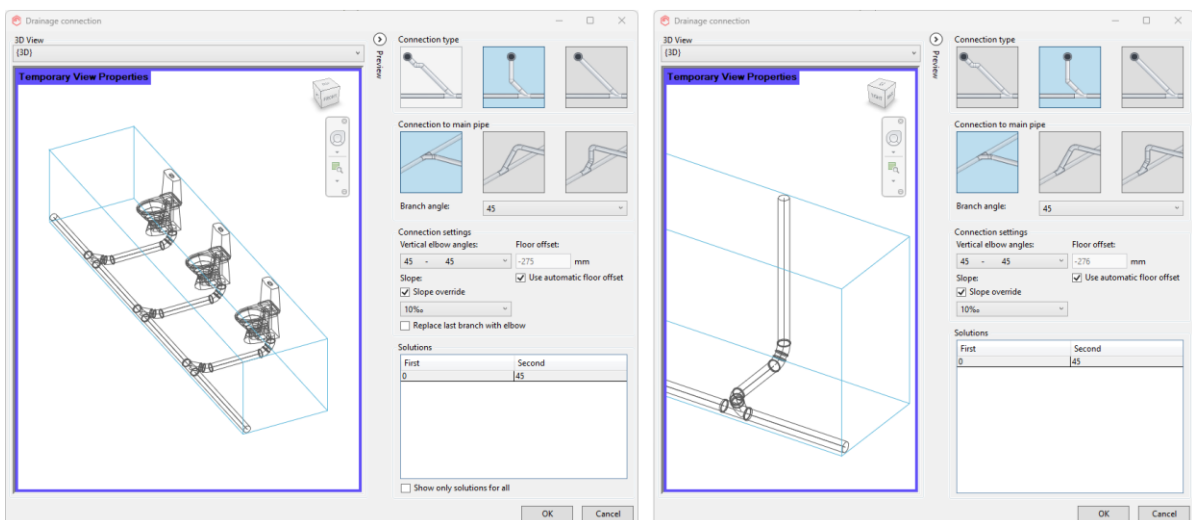 Drainage connection
3D View
{3D}
Temporary View Properties
Preview
Connection type
Connection to main pipe
Branch angle: 45
Connection settings
Vertical elbow angles: Floor offset:
45 - 45 -275 mm
Slope: Use automatic floor offset
Slope override
10‰
Replace last branch with elbow
Solutions
First Second
0 45
Show only solutions for all
OK Cancel
Drainage connection
3D View
{3D}
Temporary View Properties
Preview
Connection type
Connection to main pipe
Branch angle: 45
Connection settings
Vertical elbow angles: Floor offset:
45 - 45 -276 mm
Slope: Use automatic floor offset
Slope override
10‰
Solutions
First Second
0 45
OK Cancel